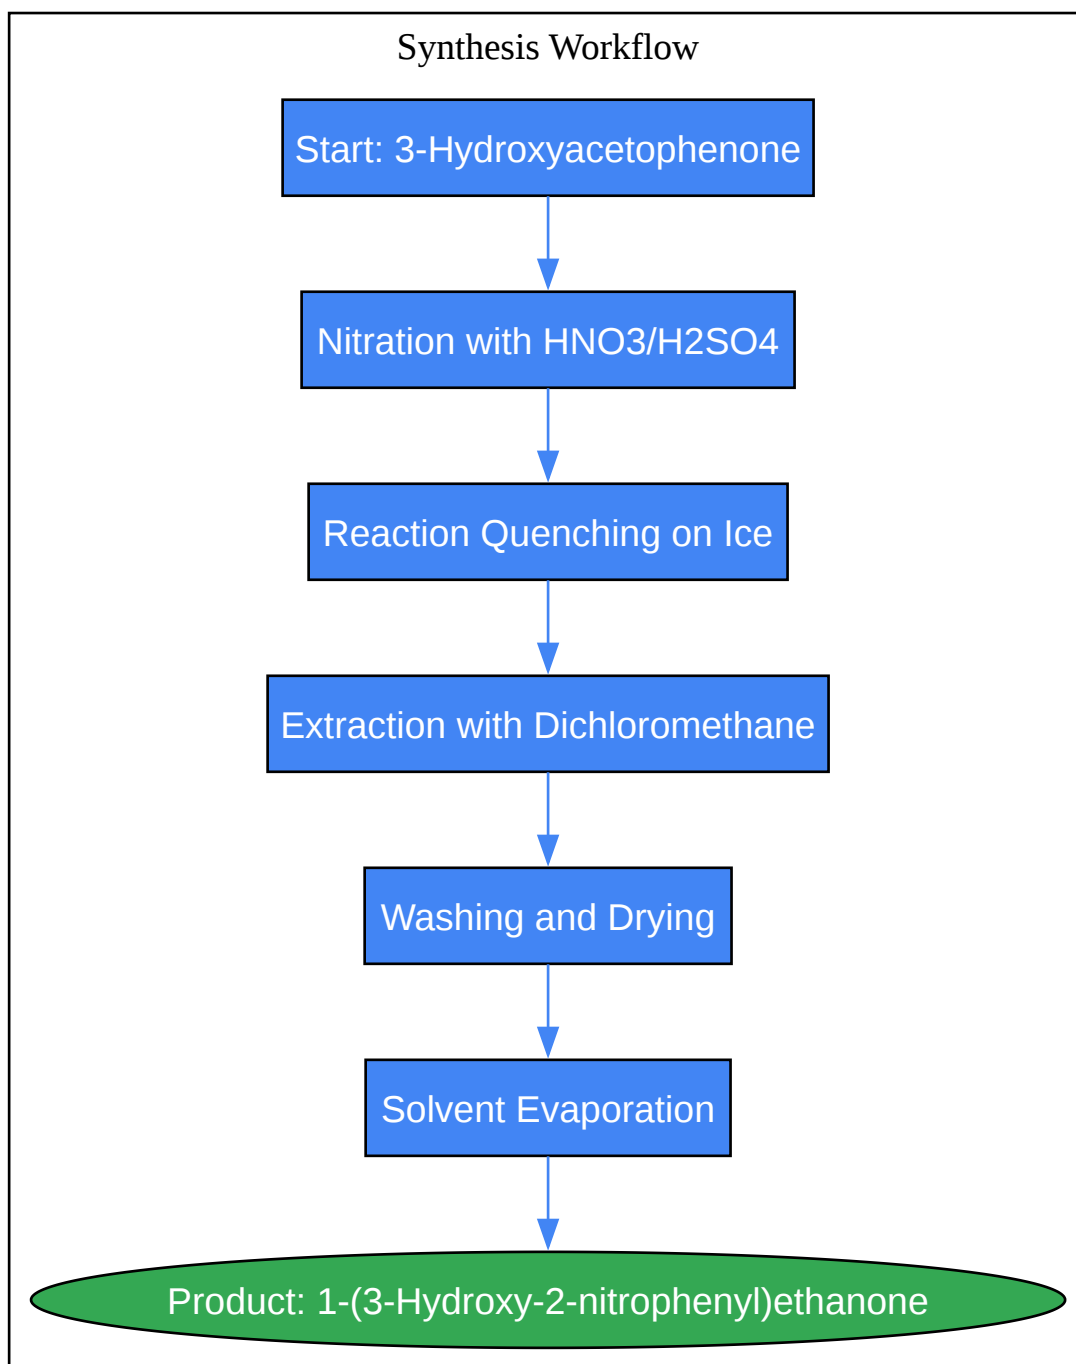 Synthesis Workflow
Start: 3-Hydroxyacetophenone
Nitration with HNO3/H2SO4
Reaction Quenching on Ice
Extraction with Dichloromethane
Washing and Drying
Solvent Evaporation
Product: 1-(3-Hydroxy-2-nitrophenyl)ethanone